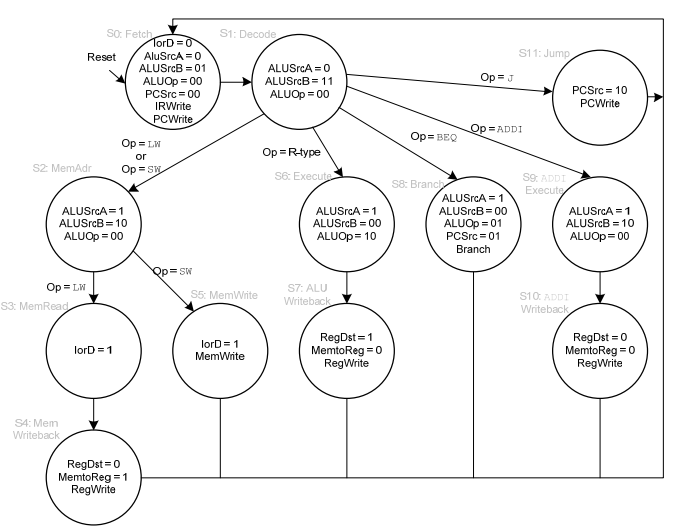 S0: Fetch
IorD = 0
AluSrcA = 0
ALUSrcB = 01
ALUOp = 00
PCSrc = 00
IRWrite
PCWrite
Reset
S1: Decode
ALUSrcA = 0
ALUSrcB = 11
ALUOp = 00
S11: Jump
PCSrc = 10
PCWrite
Op = J
Op = ADDI
Op = BEQ
Op = R-type
Op = LW
or
Op = SW
S2: MemAdr
ALUSrcA = 1
ALUSrcB = 10
ALUOp = 00
S6: Execute
ALUSrcA = 1
ALUSrcB = 00
ALUOp = 10
S8: Branch
ALUSrcA = 1
ALUSrcB = 00
ALUOp = 01
PCSrc = 01
Branch
S9: ADDI
Execute
ALUSrcA = 1
ALUSrcB = 10
ALUOp = 00
Op = LW
Op = SW
S3: MemRead
IorD = 1
S5: MemWrite
IorD = 1
MemWrite
S7: ALU
Writeback
RegDst = 1
MemtoReg = 0
RegWrite
S10: ADDI
Writeback
RegDst = 0
MemtoReg = 0
RegWrite
S4: Mem
Writeback
RegDst = 0
MemtoReg = 1
RegWrite